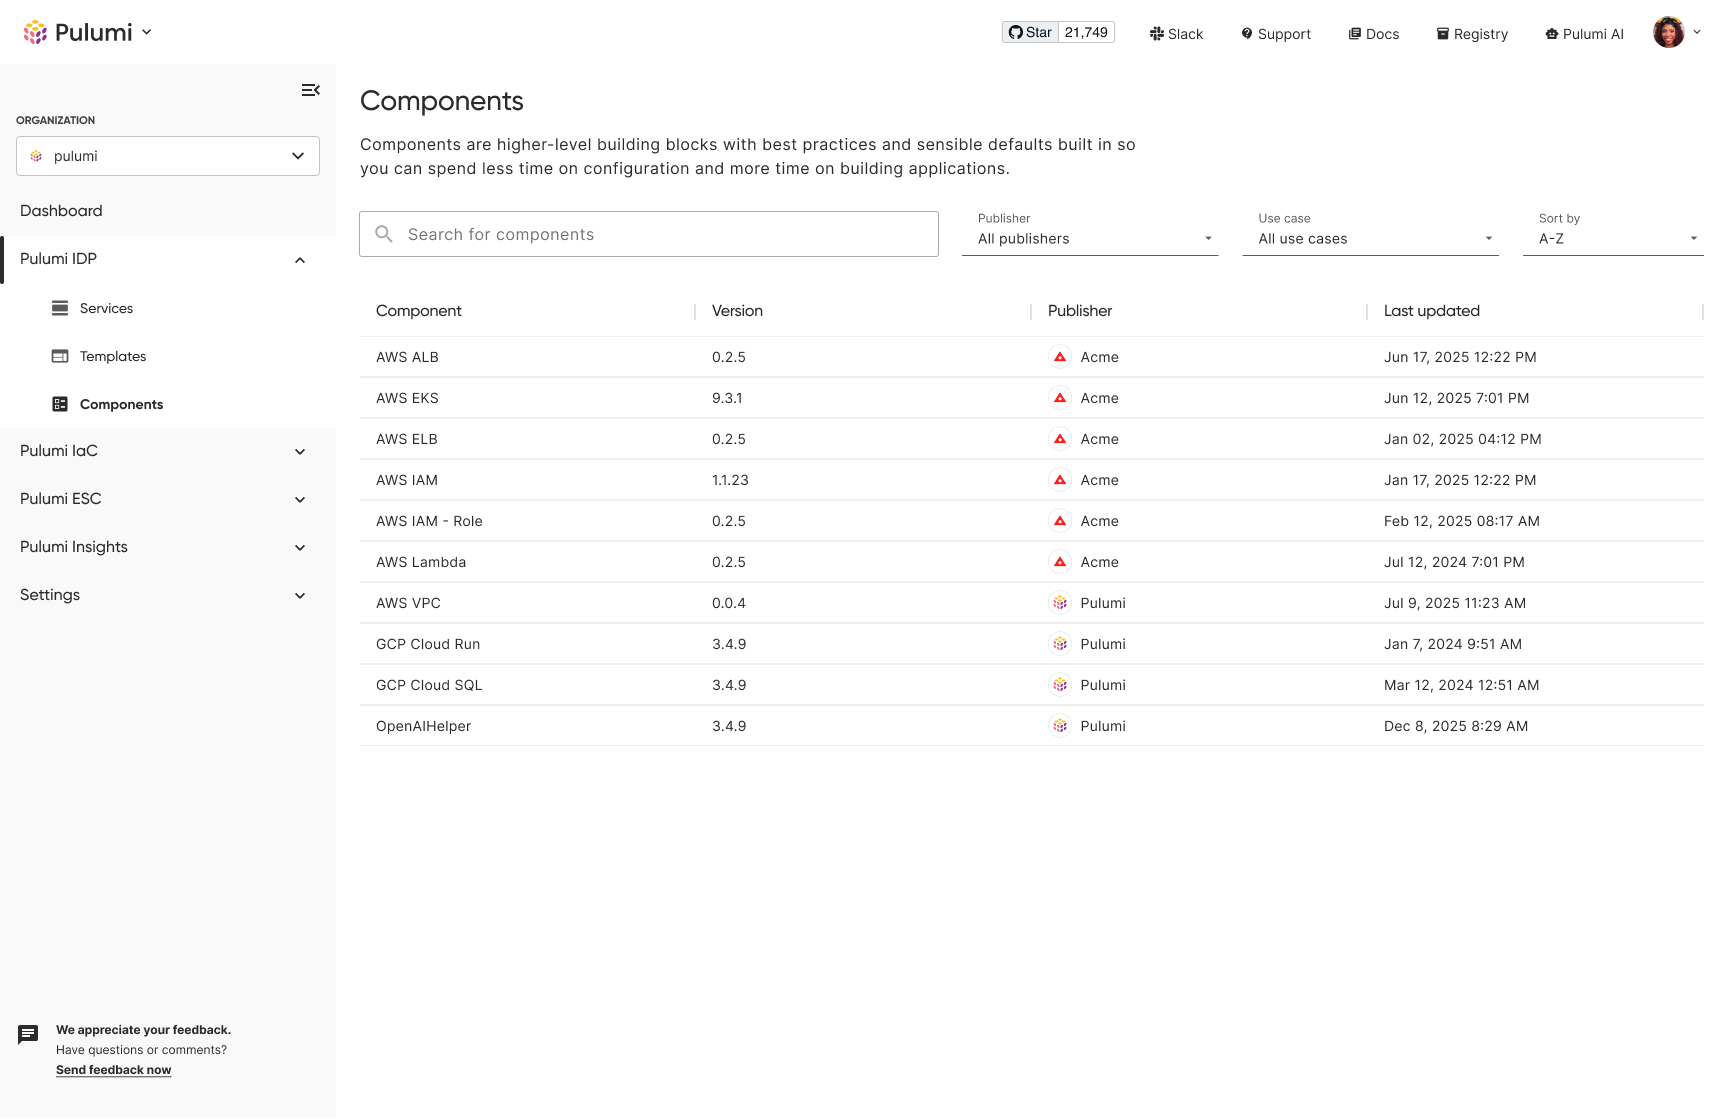 Pulumi
Star 21,749
Slack
Support
Docs
Registry
Pulumi AI
ORGANIZATION
pulumi
Dashboard
Pulumi IDP
Services
Templates
Components
Pulumi IaC
Pulumi ESC
Pulumi Insights
Settings
We appreciate your feedback.
Have questions or comments?
Send feedback now
Components
Components are higher-level building blocks with best practices and sensible defaults built in so
you can spend less time on configuration and more time on building applications.
Search for components
Publisher
All publishers
Use case
All use cases
Sort by
A-Z
Component Version Publisher Last updated
AWS ALB 0.2.5 Acme Jun 17, 2025 12:22 PM
AWS EKS 9.3.1 Acme Jun 12, 2025 7:01 PM
AWS ELB 0.2.5 Acme Jan 02, 2025 04:12 PM
AWS IAM 1.1.23 Acme Jan 17, 2025 12:22 PM
AWS IAM - Role 0.2.5 Acme Feb 12, 2025 08:17 AM
AWS Lambda 0.2.5 Acme Jul 12, 2024 7:01 PM
AWS VPC 0.0.4 Pulumi Jul 9, 2025 11:23 AM
GCP Cloud Run 3.4.9 Pulumi Jan 7, 2024 9:51 AM
GCP Cloud SQL 3.4.9 Pulumi Mar 12, 2024 12:51 AM
OpenAIHelper 3.4.9 Pulumi Dec 8, 2025 8:29 AM